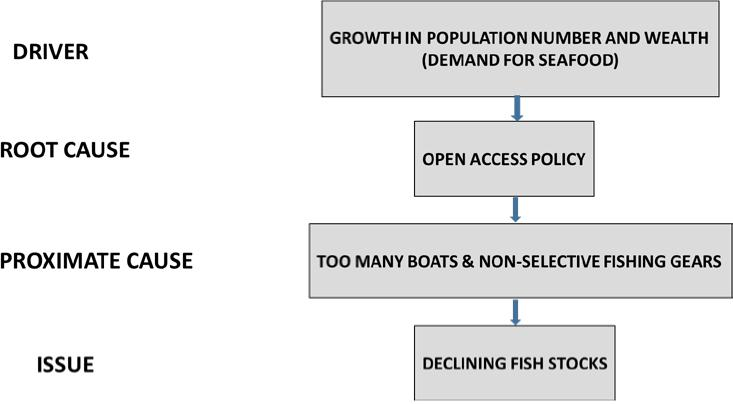 DRIVER
GROWTH IN POPULATION NUMBER AND WEALTH
(DEMAND FOR SEAFOOD)
ROOT CAUSE
OPEN ACCESS POLICY
PROXIMATE CAUSE
TOO MANY BOATS & NON-SELECTIVE FISHING GEARS
ISSUE
DECLINING FISH STOCKS